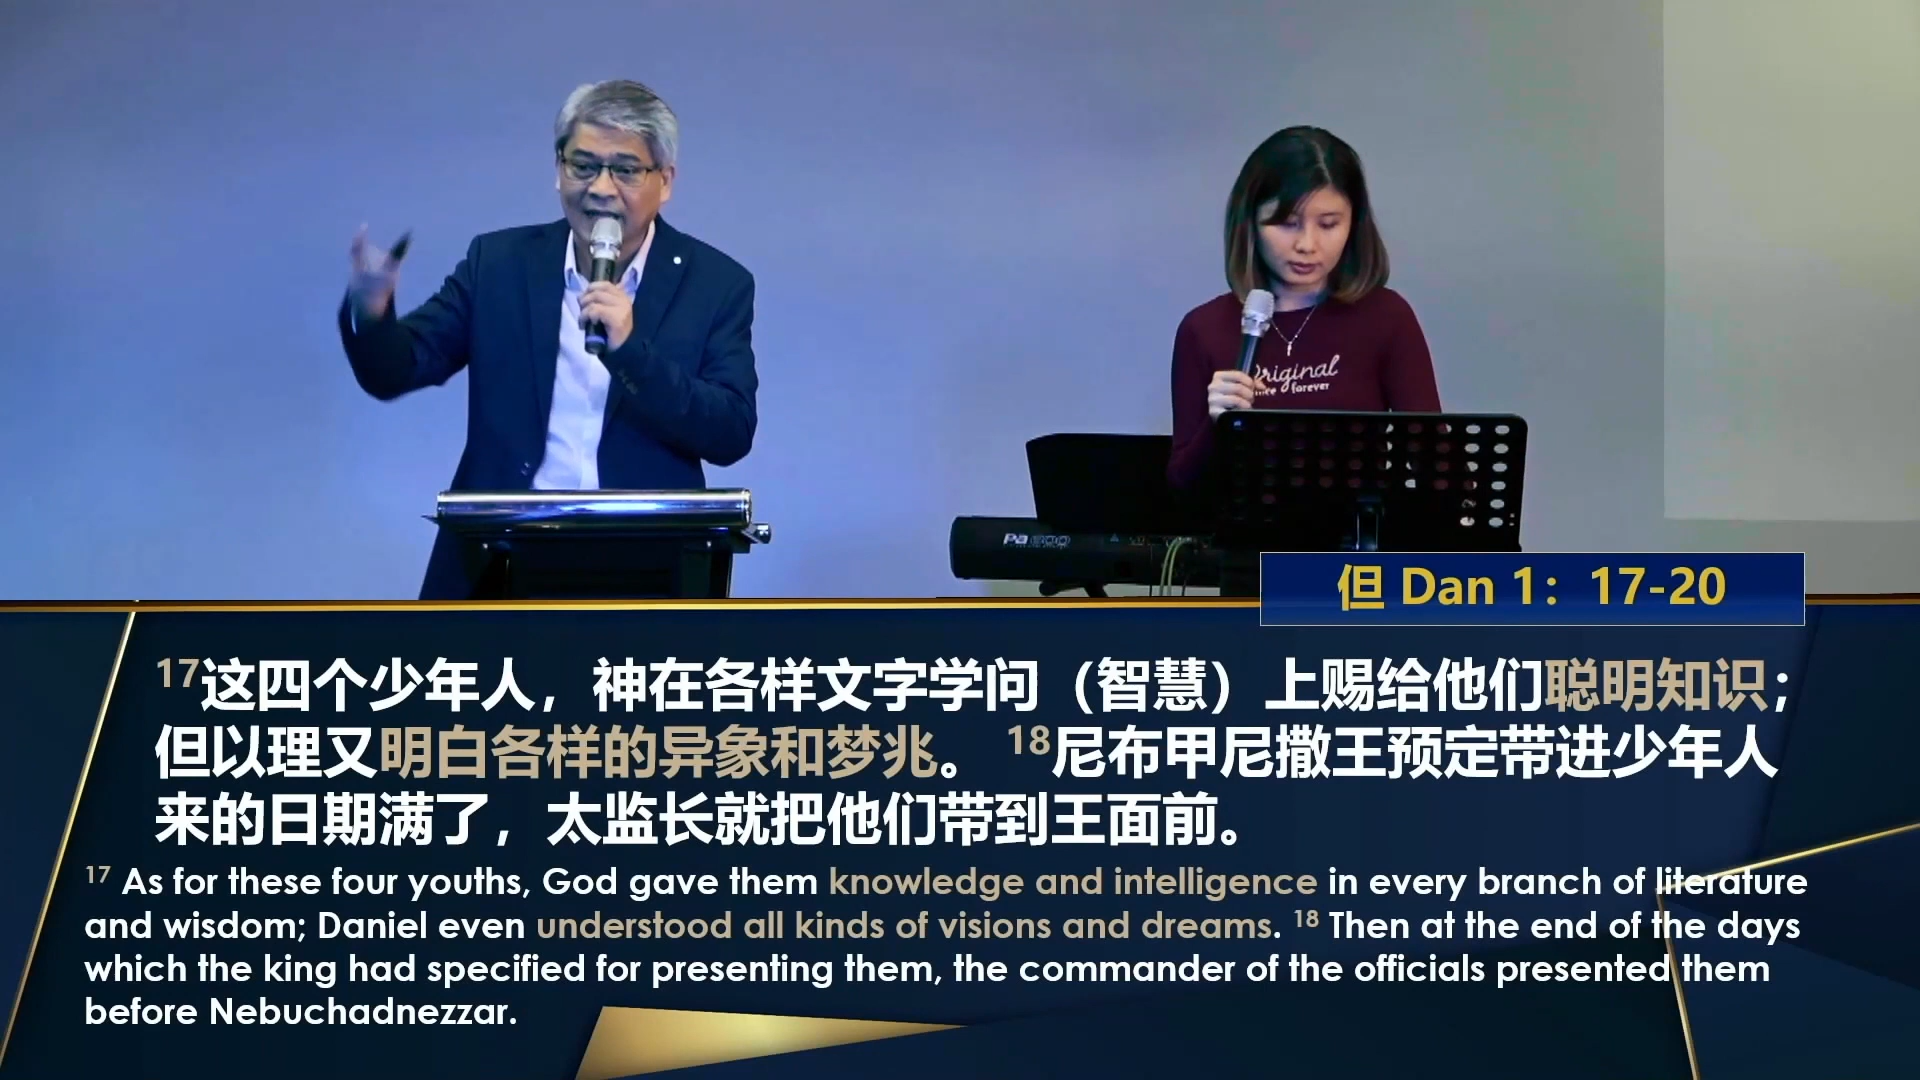 Original
forever
Pa 600
但 Dan 1：17-20
17这四个少年人，神在各样文字学问（智慧）上赐给他们聪明知识；
但以理又明白各样的异象和梦兆。 18尼布甲尼撒王预定带进少年人
来的日期满了，太监长就把他们带到王面前。
17 As for these four youths, God gave them knowledge and intelligence in every branch of literature
and wisdom; Daniel even understood all kinds of visions and dreams. 18 Then at the end of the days
which the king had specified for presenting them, the commander of the officials presented them
before Nebuchadnezzar.